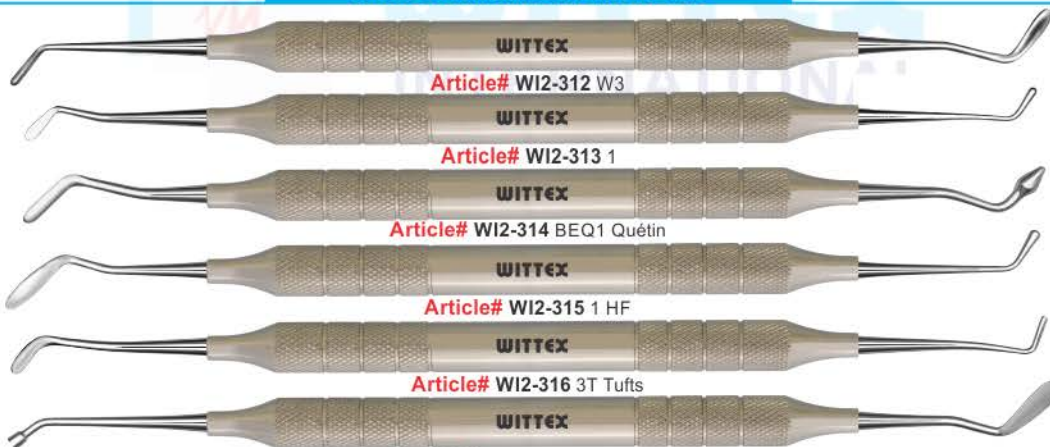 WITTEX
Article# WI2-312 W3
WITTEX
Article# WI2-313 1
WITTEX
Article# WI2-314 BEQ1 Quétin
WITTEX
Article# WI2-315 1 HF
WITTEX
Article# WI2-316 3T Tufts
WITTEX